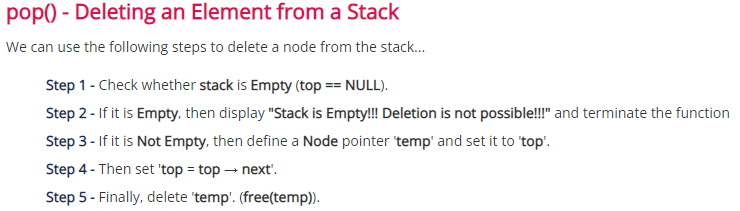 pop() - Deleting an Element from a Stack
We can use the following steps to delete a node from the stack...
Step 1 - Check whether stack is Empty (top == NULL).
Step 2 - If it is Empty, then display "Stack is Empty!!! Deletion is not possible!!!" and terminate the function
Step 3 - If it is Not Empty, then define a Node pointer 'temp' and set it to 'top'.
Step 4 - Then set 'top = top → next'.
Step 5 - Finally, delete 'temp'. (free(temp)).